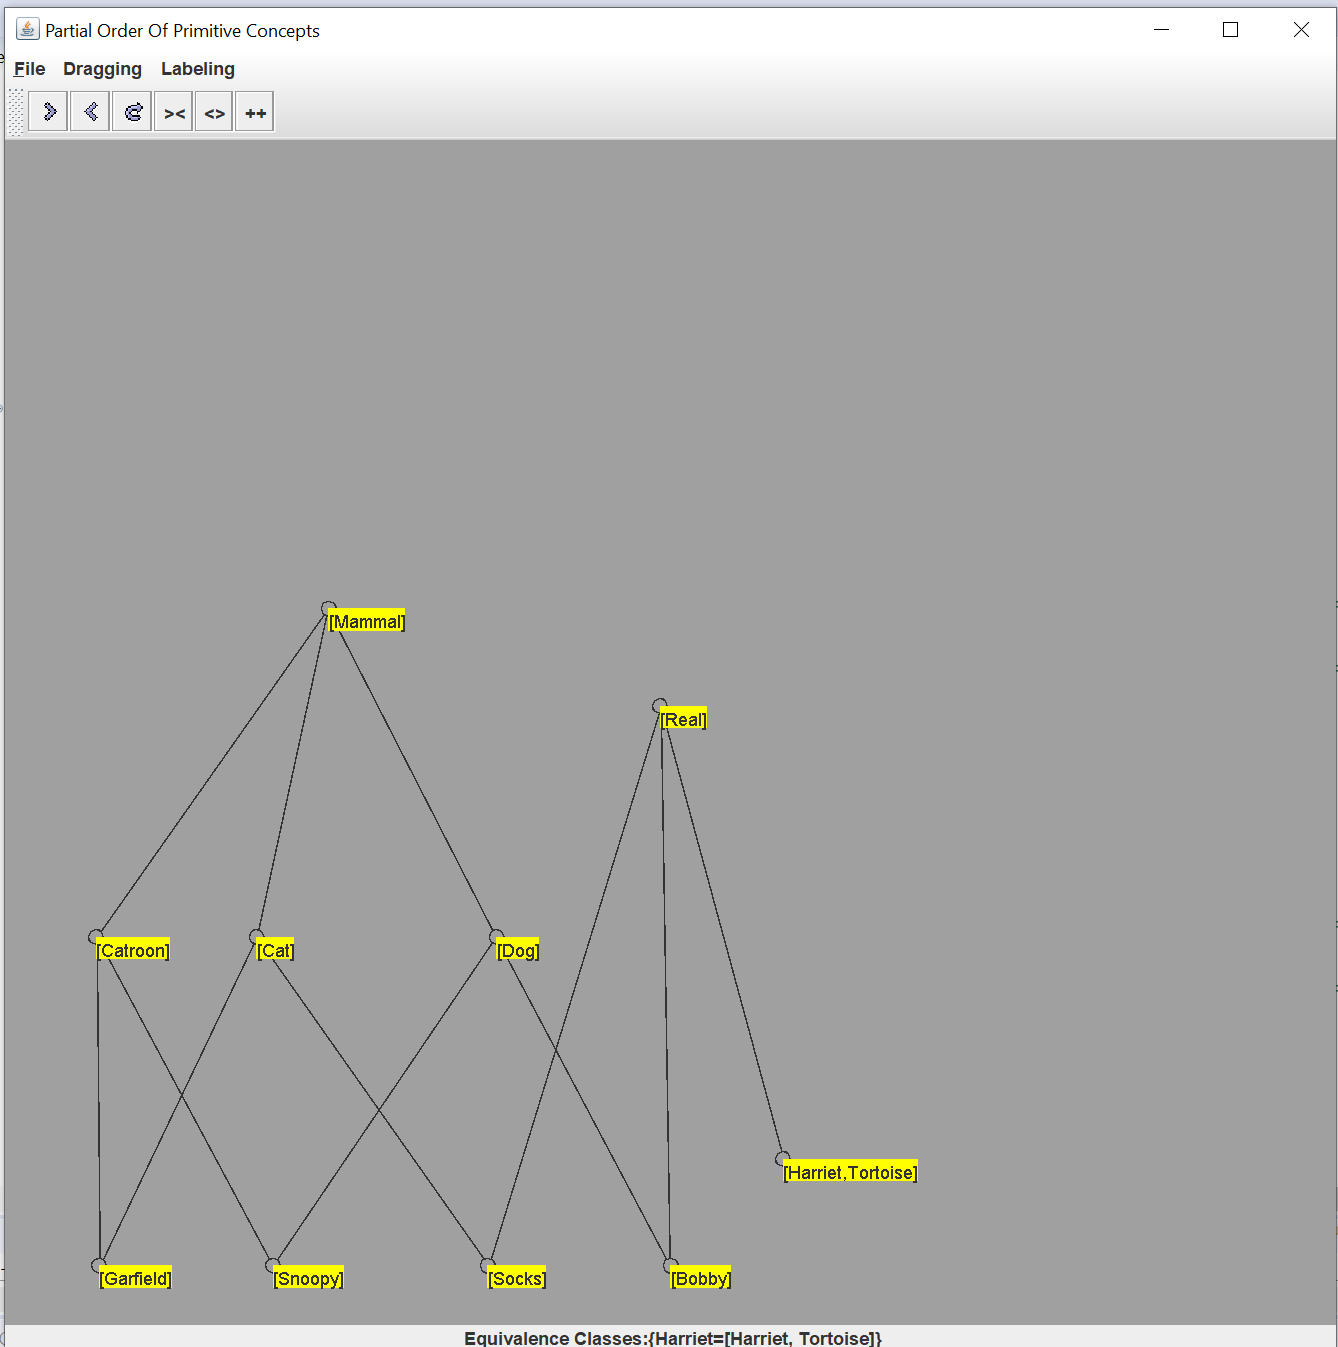 Partial Order Of Primitive Concepts
File Dragging Labeling
>< <> ++
[Mammal]
[Real]
[Catroon] [Cat] [Dog]
[Harriet,Tortoise]
[Garfield] [Snoopy] [Socks] [Bobby]
Equivalence Classes:{Harriet=[Harriet, Tortoise]}